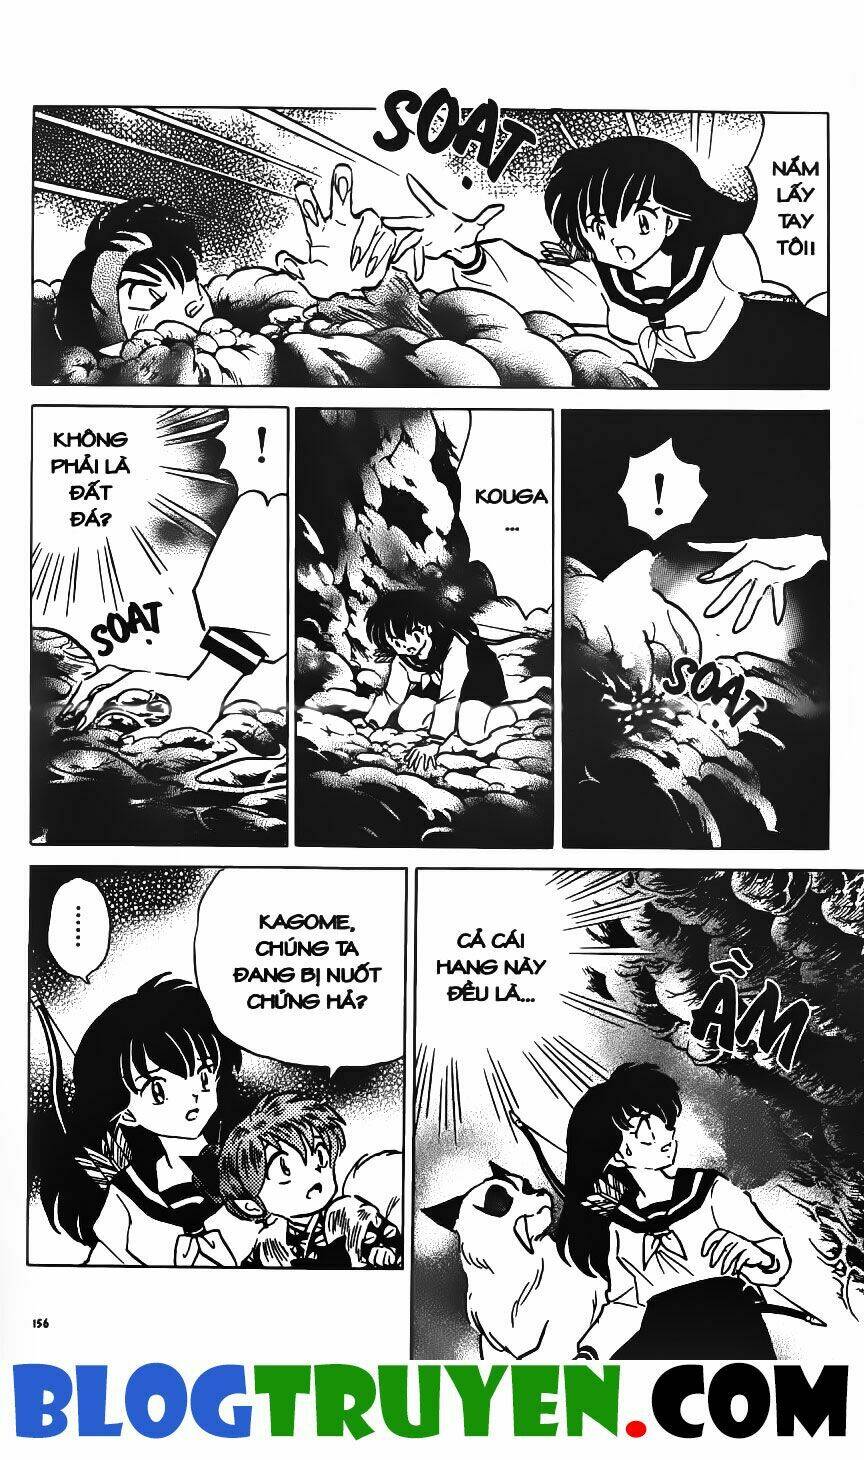 SOẠT
NẮM
LẤY
TAY
TÔI!
!
SOẠT
KOUGA
...
!
KHÔNG
PHẢI LÀ
ĐẤT
ĐÁ?
SOẠT
CẢ CÁI
HANG NÀY
ĐỀU LÀ...
ẦM
KAGOME,
CHÚNG TA
ĐANG BỊ NUỐT
CHỬNG HẢ?
......
156
BLOGTRUYEN.COM